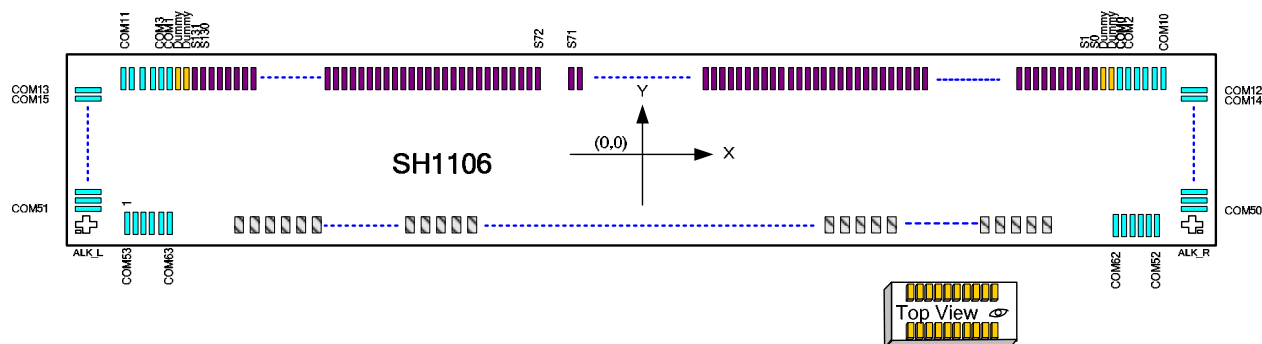 COM11
COM3
COM1
Dummy
Dummy
S131
S130
S72
S71
S1
S0
Dummy
Dummy
COM0
COM2
COM10
COM13
COM15
COM12
COM14
Y
(0,0)
X
SH1106
COM51
1
COM50
ALK_L
COM53
COM63
COM62
COM52
ALK_R
Top View